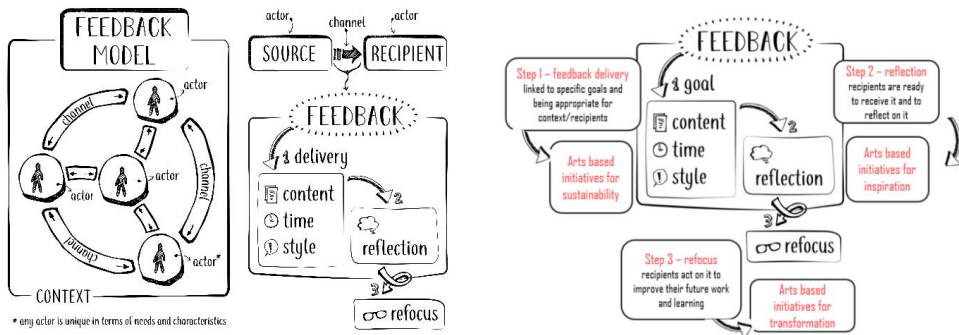 FEEDBACK
MODEL
actor
channel
channel
actor
actor
channel
actor*
CONTEXT
* any actor is unique in terms of needs and characteristics
actor
channel
actor
SOURCE
RECIPIENT
FEEDBACK
1 delivery
content
time
style
2
reflection
3
refocus
FEEDBACK
Step 1 – feedback delivery
linked to specific goals and
being appropriate for
context/recipients
Arts based
initiatives for
sustainability
1 goal
content
time
style
2
reflection
3
refocus
Step 2 – reflection
recipients are ready
to receive it and to
reflect on it
Arts based
initiatives for
inspiration
Step 3 – refocus
recipients act on it to
improve their future work
and learning
Arts based
initiatives for
transformation